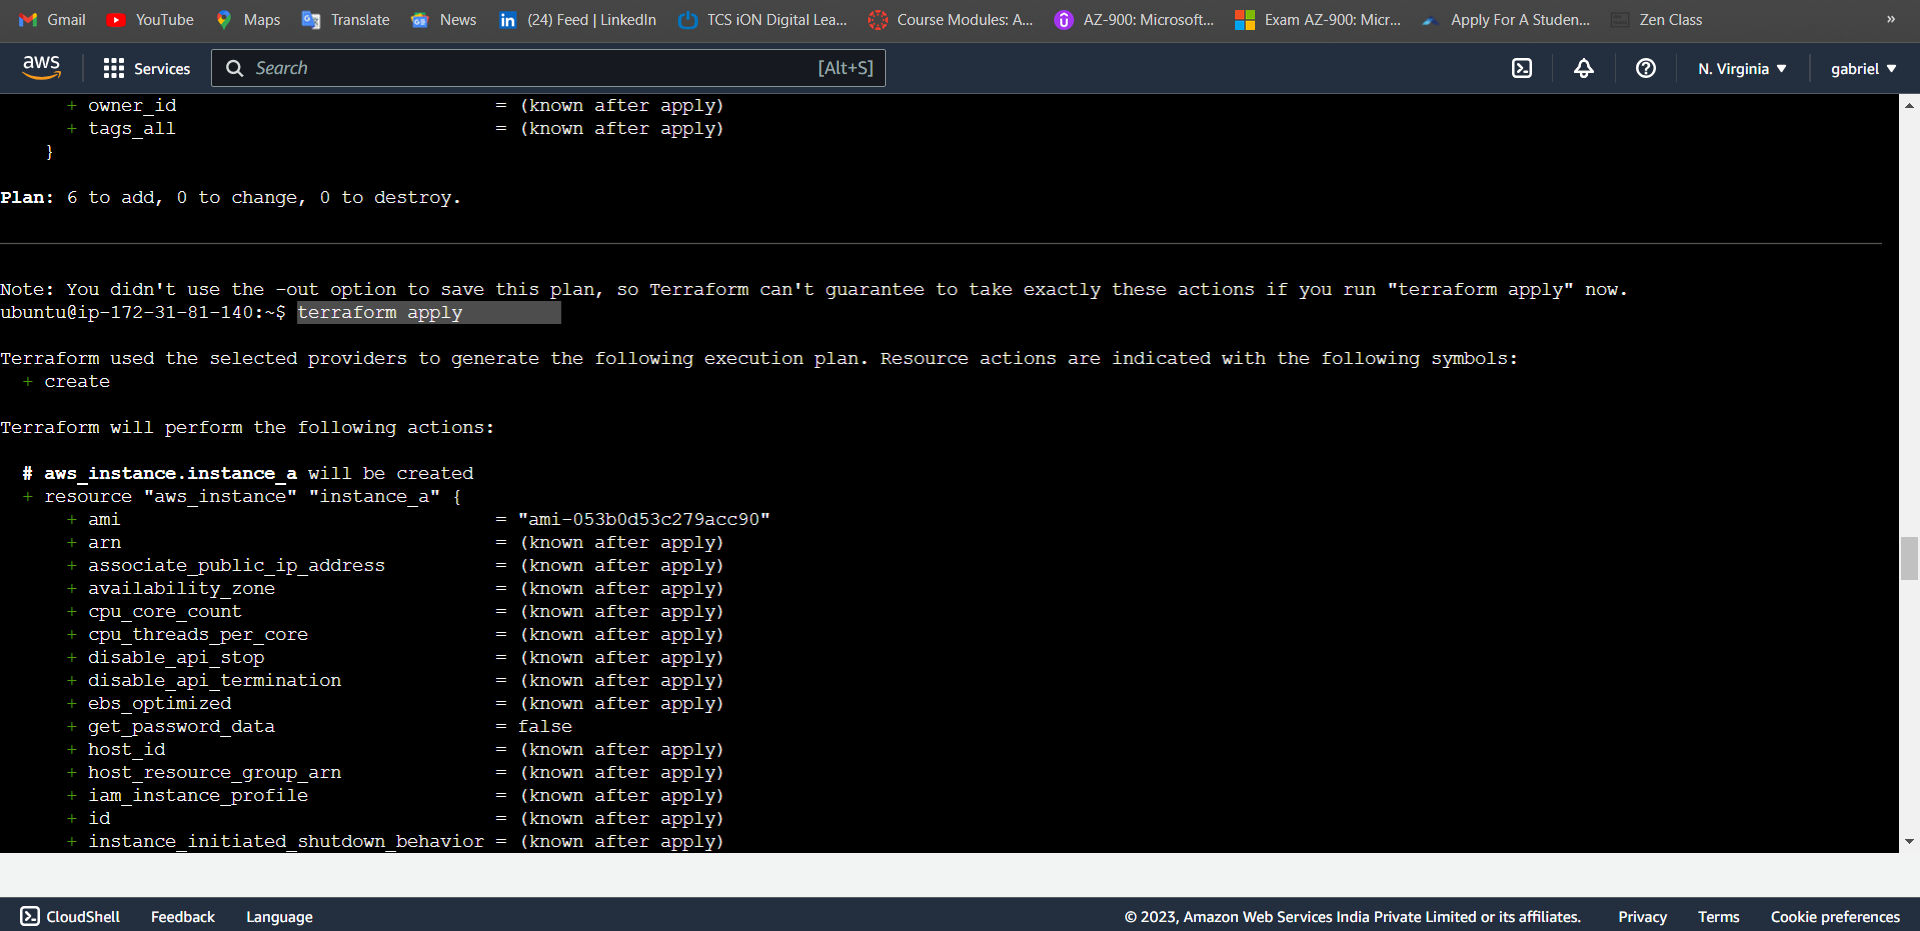 Gmail YouTube Maps Translate News (24) Feed | LinkedIn TCS iON Digital Lea... Course Modules: A... AZ-900: Microsoft... Exam AZ-900: Micr... Apply For A Studen... Zen Class »
aws Services Search [Alt+S] N. Virginia ▼ gabriel ▼
+ owner_id = (known after apply)
+ tags_all = (known after apply)
}
Plan: 6 to add, 0 to change, 0 to destroy.
Note: You didn't use the -out option to save this plan, so Terraform can't guarantee to take exactly these actions if you run "terraform apply" now.
ubuntu@ip-172-31-81-140:~$ terraform apply
Terraform used the selected providers to generate the following execution plan. Resource actions are indicated with the following symbols:
+ create
Terraform will perform the following actions:
# aws_instance.instance_a will be created
+ resource "aws_instance" "instance_a" {
+ ami = "ami-053b0d53c279acc90"
+ arn = (known after apply)
+ associate_public_ip_address = (known after apply)
+ availability_zone = (known after apply)
+ cpu_core_count = (known after apply)
+ cpu_threads_per_core = (known after apply)
+ disable_api_stop = (known after apply)
+ disable_api_termination = (known after apply)
+ ebs_optimized = (known after apply)
+ get_password_data = false
+ host_id = (known after apply)
+ host_resource_group_arn = (known after apply)
+ iam_instance_profile = (known after apply)
+ id = (known after apply)
+ instance_initiated_shutdown_behavior = (known after apply)
CloudShell Feedback Language © 2023, Amazon Web Services India Private Limited or its affiliates. Privacy Terms Cookie preferences